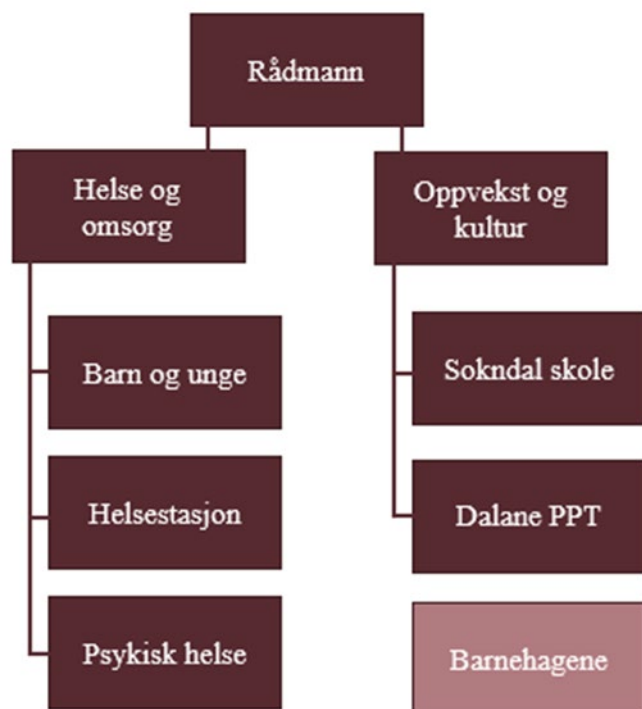 Rådmann
Helse og
omsorg
Oppvekst og
kultur
Barn og unge
Sokndal skole
Helsestasjon
Dalane PPT
Psykisk helse
Barnehagene